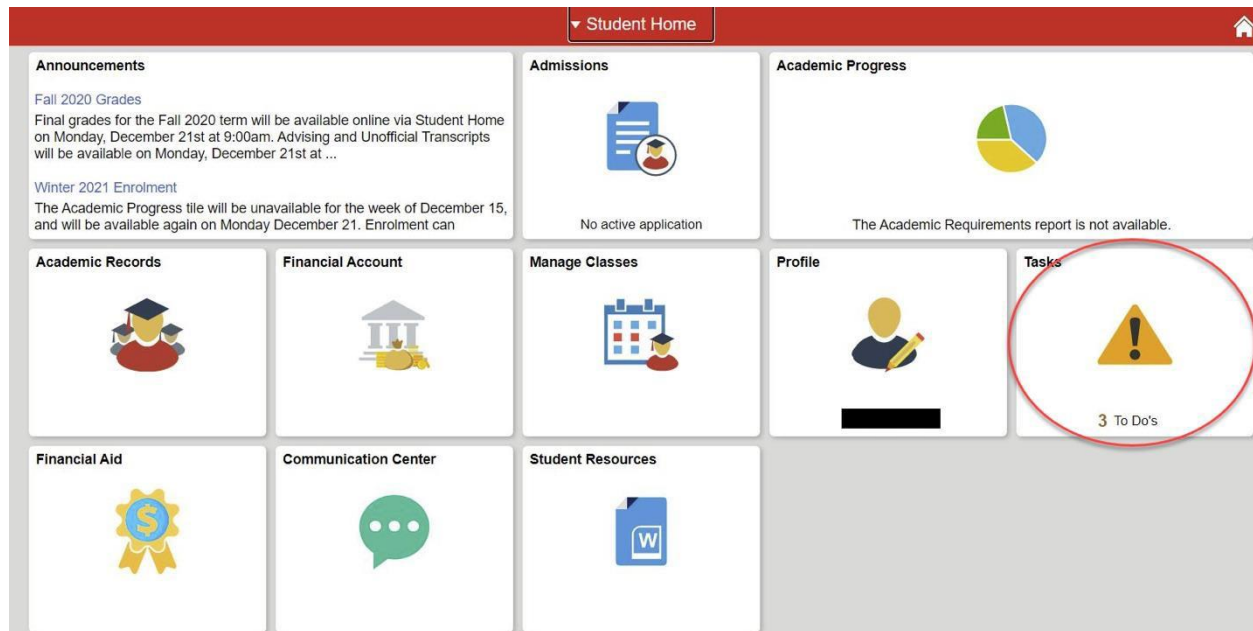 Student Home
Announcements
Fall 2020 Grades
Final grades for the Fall 2020 term will be available online via Student Home
on Monday, December 21st at 9:00am. Advising and Unofficial Transcripts
will be available on Monday, December 21st at ...
Winter 2021 Enrolment
The Academic Progress tile will be unavailable for the week of December 15,
and will be available again on Monday December 21. Enrolment can
Admissions
No active application
Academic Progress
The Academic Requirements report is not available.
Academic Records
Financial Account
Manage Classes
Profile
Tasks
3 To Do's
Financial Aid
Communication Center
Student Resources
W